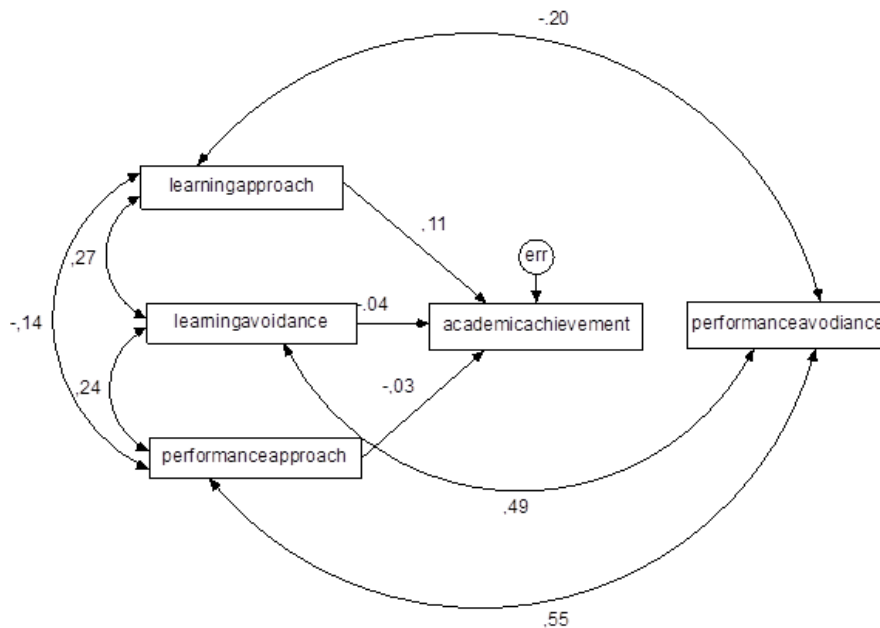 -.20
learningapproach
,11
,27
err
-.04
learningavoidance
academicachievement
performanceavodiance
-,14
,24
-,03
performanceapproach
,49
,55